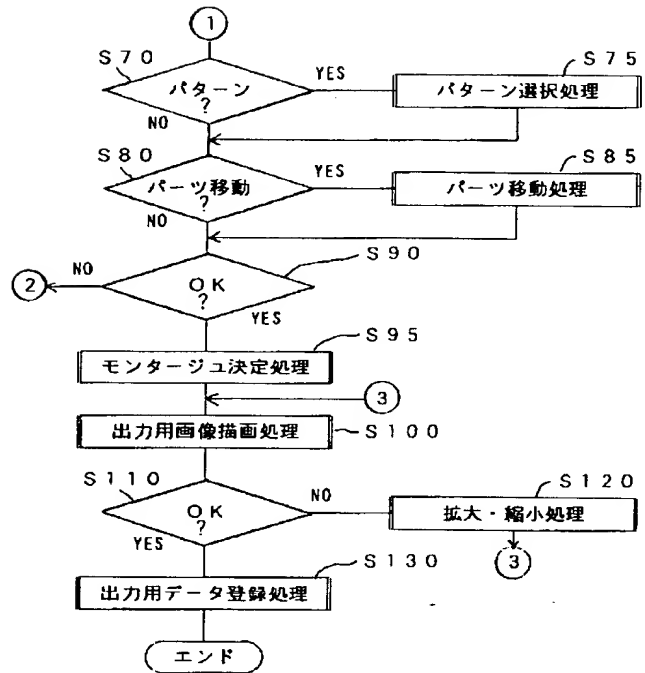 ①
S70
S75
パターン
?
YES
パターン選択処理
NO
S80
S85
パーツ移動
?
YES
パーツ移動処理
NO
S90
②
NO
OK
?
YES
S95
モンタージュ決定処理
③
出力用画像描画処理
S100
S110
S120
OK
?
NO
拡大・縮小処理
YES
③
S130
出力用データ登録処理
エンド